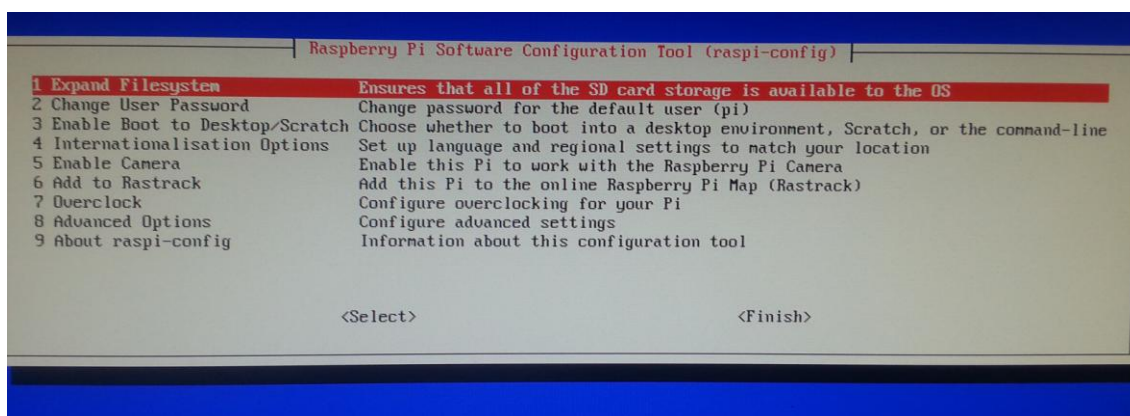 Raspberry Pi Software Configuration Tool (raspi-config)
1 Expand Filesystem Ensures that all of the SD card storage is available to the OS
2 Change User Password Change password for the default user (pi)
3 Enable Boot to Desktop/Scratch Choose whether to boot into a desktop environment, Scratch, or the command-line
4 Internationalisation Options Set up language and regional settings to match your location
5 Enable Camera Enable this Pi to work with the Raspberry Pi Camera
6 Add to Rastrack Add this Pi to the online Raspberry Pi Map (Rastrack)
7 Overclock Configure overclocking for your Pi
8 Advanced Options Configure advanced settings
9 About raspi-config Information about this configuration tool
<Select> <Finish>